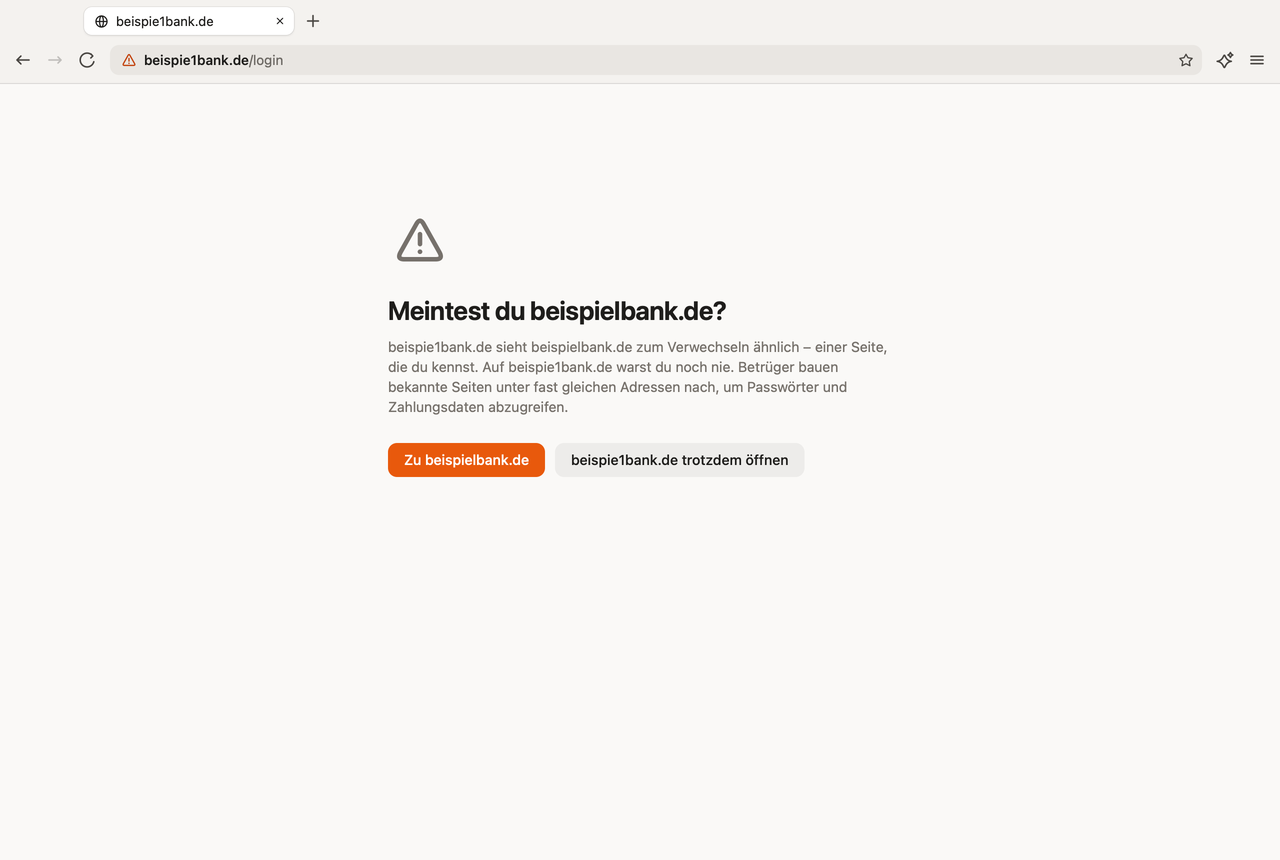 beispie1bank.de
beispie1bank.de/login
Meintest du beispielbank.de?
beispie1bank.de sieht beispielbank.de zum Verwechseln ähnlich – einer Seite,
die du kennst. Auf beispie1bank.de warst du noch nie. Betrüger bauen
bekannte Seiten unter fast gleichen Adressen nach, um Passwörter und
Zahlungsdaten abzugreifen.
Zu beispielbank.de
beispie1bank.de trotzdem öffnen